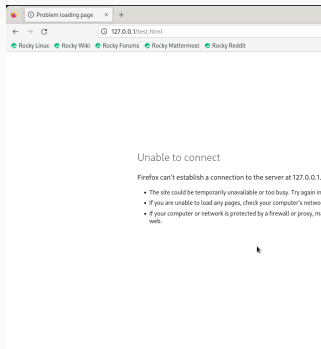 Problem loading page
127.0.0.1/test.html
Rocky Linux Rocky Wiki Rocky Forums Rocky Mattermost Rocky Reddit
Unable to connect
Firefox can't establish a connection to the server at 127.0.0.1.
The site could be temporarily unavailable or too busy. Try again in
If you are unable to load any pages, check your computer's netwo
If your computer or network is protected by a firewall or proxy, m
web.